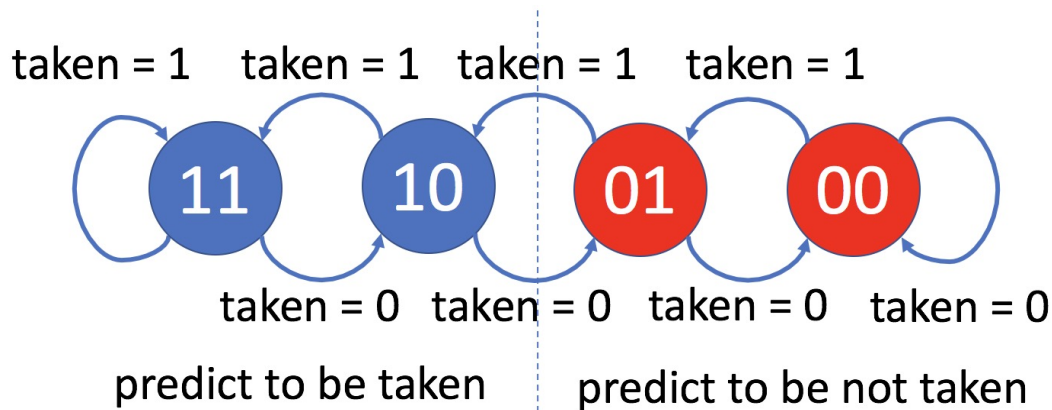 taken = 1 taken = 1 taken = 1 taken = 1
11 10 01 00
taken = 0 taken = 0 taken = 0 taken = 0
predict to be taken predict to be not taken